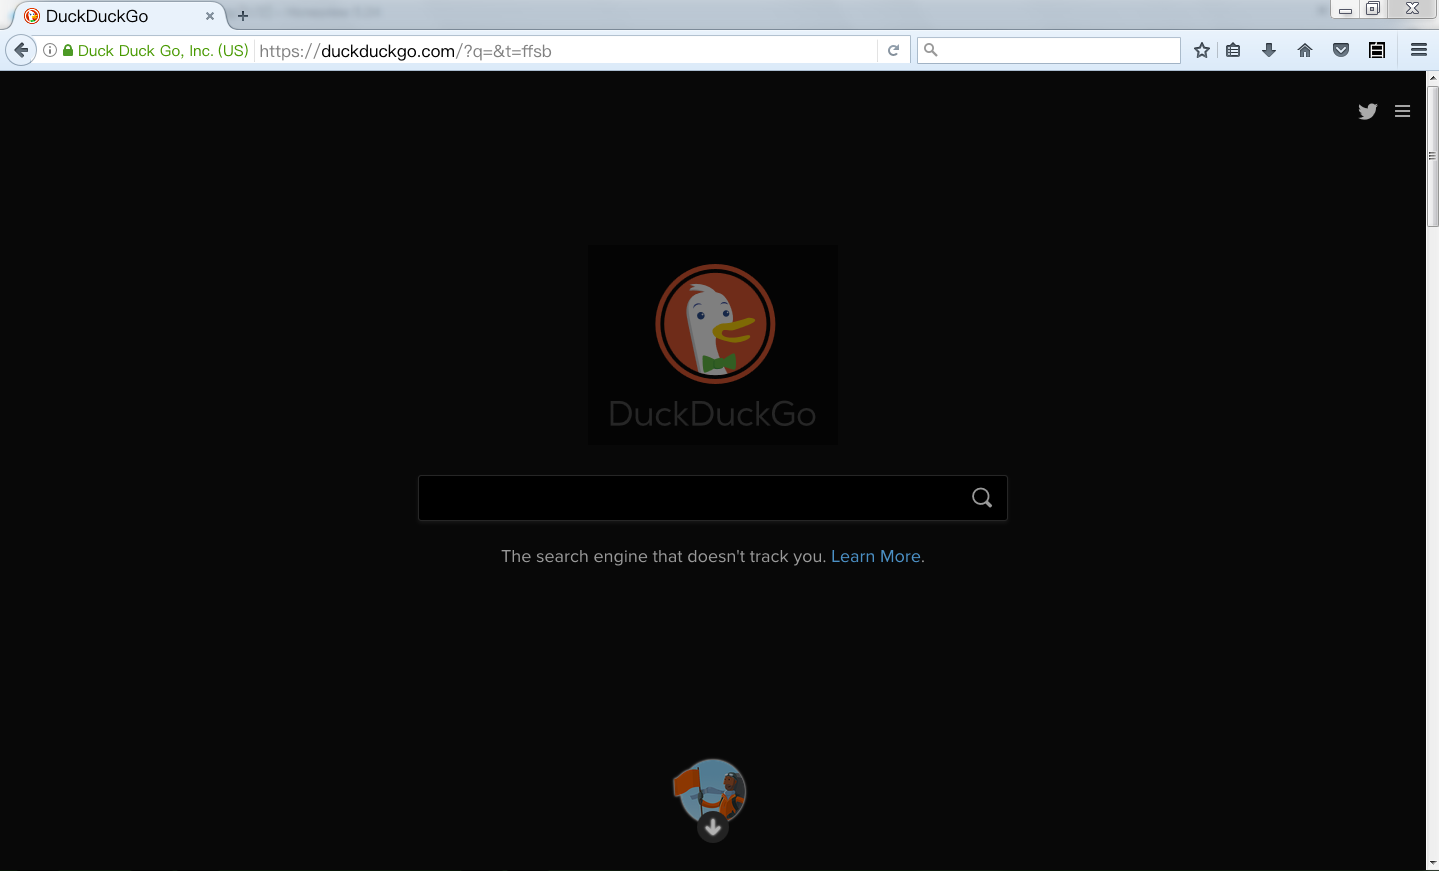 DuckDuckGo
Duck Duck Go, Inc. (US) https://duckduckgo.com/?q=&t=ffsb
DuckDuckGo
The search engine that doesn't track you. Learn More.